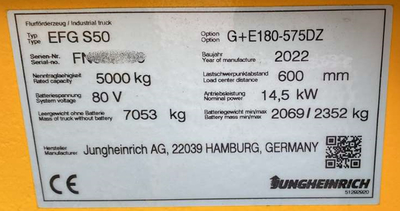 Flurförderzeug / Industrial truck
Typ Type EFG S50 Option Option G+E180-575DZ
Serien-Nr. Serial-no. Baujahr Year of manufacture 2022
Nenntragfaehigkeit Rated capacity 5000 kg Lastschwerpunktabstand Load center distance 600 mm
Batteriespannung System voltage 80 V Antriebsleistung Nominal power 14,5 kW
Leergewicht ohne Batterie Mass of truck without battery 7053 kg Batteriegewicht min/max Battery mass min/max 2069/ 2352 kg
Hersteller Manufacturer Jungheinrich AG, 22039 HAMBURG, GERMANY
CE JUNGHEINRICH